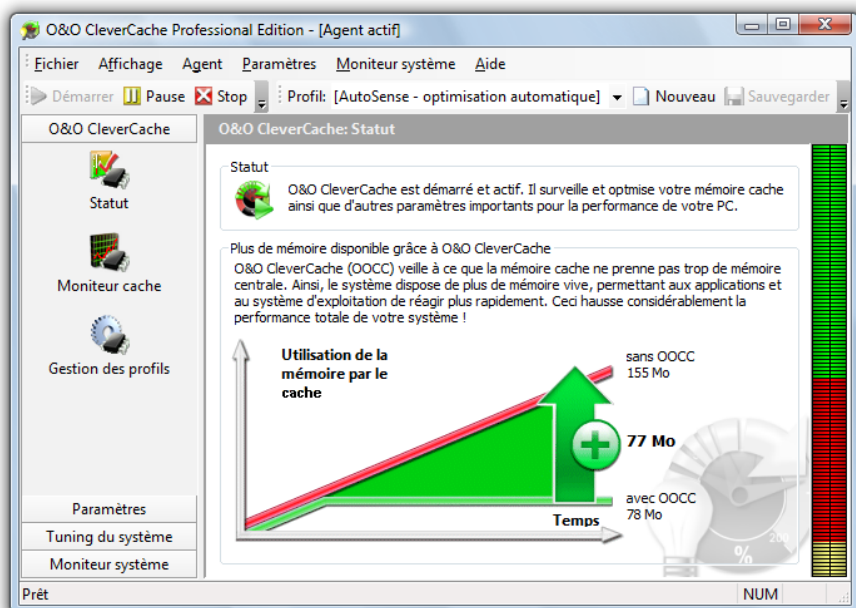 O&O CleverCache Professional Edition - [Agent actif]
Fichier Affichage Agent Paramètres Moniteur système Aide
Démarrer Pause Stop Profil: [AutoSense - optimisation automatique] Nouveau Sauvegarder
O&O CleverCache
Statut
Moniteur cache
Gestion des profils
Paramètres
Tuning du système
Moniteur système
O&O CleverCache: Statut
Statut
O&O CleverCache est démarré et actif. Il surveille et optmise votre mémoire cache
ainsi que d'autres paramètres importants pour la performance de votre PC.
Plus de mémoire disponible grâce à O&O CleverCache
O&O CleverCache (OOCC) veille à ce que la mémoire cache ne prenne pas trop de mémoire
centrale. Ainsi, le système dispose de plus de mémoire vive, permettant aux applications et
au système d'exploitation de réagir plus rapidement. Ceci hausse considérablement la
performance totale de votre système !
Utilisation de la
mémoire par le
cache
sans OOCC
155 Mo
77 Mo
avec OOCC
78 Mo
Temps
200
%
Prêt
NUM